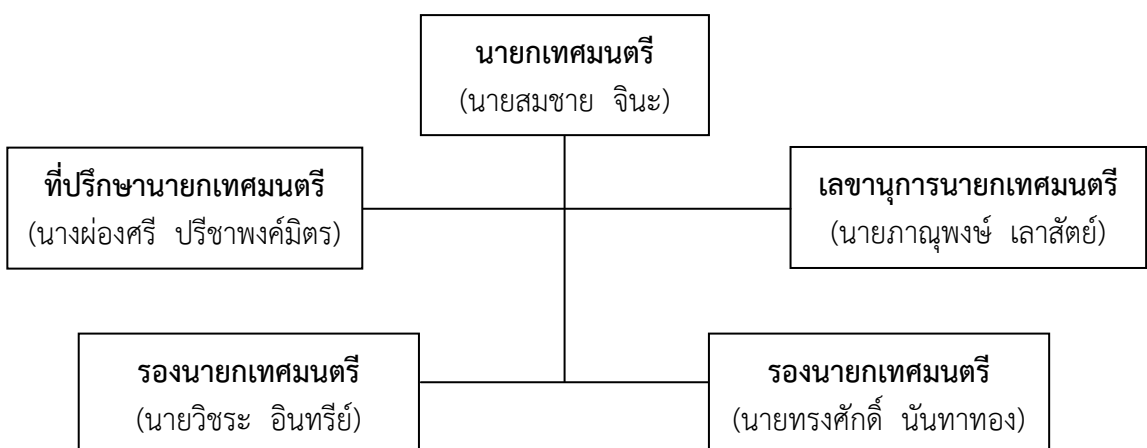 นายกเทศมนตรี
(นายสมชาย จินะ)
ที่ปรึกษานายกเทศมนตรี
(นางผ่องศรี ปรีชาพงค์มิตร)
เลขานุการนายกเทศมนตรี
(นายภาณุพงษ์ เลาสัตย์)
รองนายกเทศมนตรี
(นายวิชระ อินทรีย์)
รองนายกเทศมนตรี
(นายทรงศักดิ์ นันทาทอง)